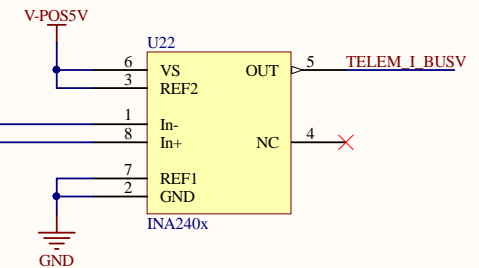 V-POS5V
U22
6 VS OUT 5 TELEM_I_BUSV
3 REF2
1 In-
8 In+ NC 4
7 REF1
2 GND
INA240x
GND